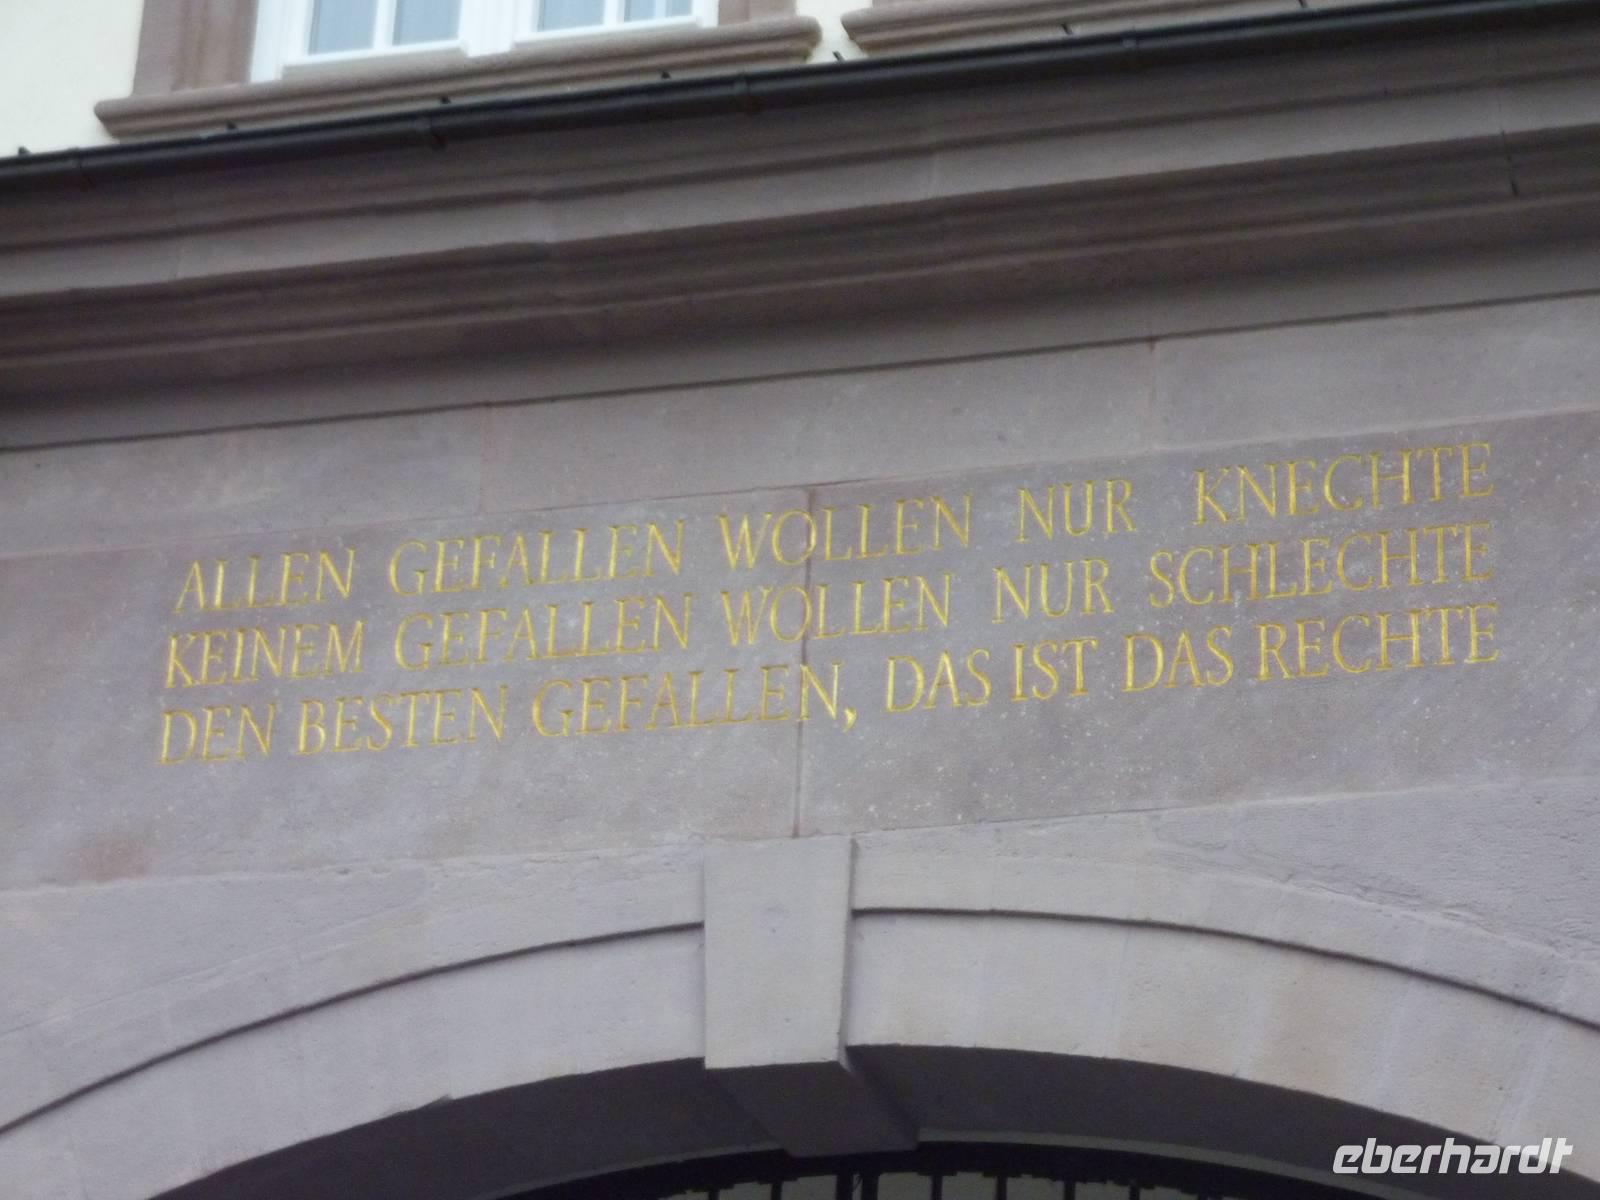 ALLEN GEFALLEN WOLLEN NUR KNECHTE
KEINEM GEFALLEN WOLLEN NUR SCHLECHTE
DEN BESTEN GEFALLEN, DAS IST DAS RECHTE
eberhardt